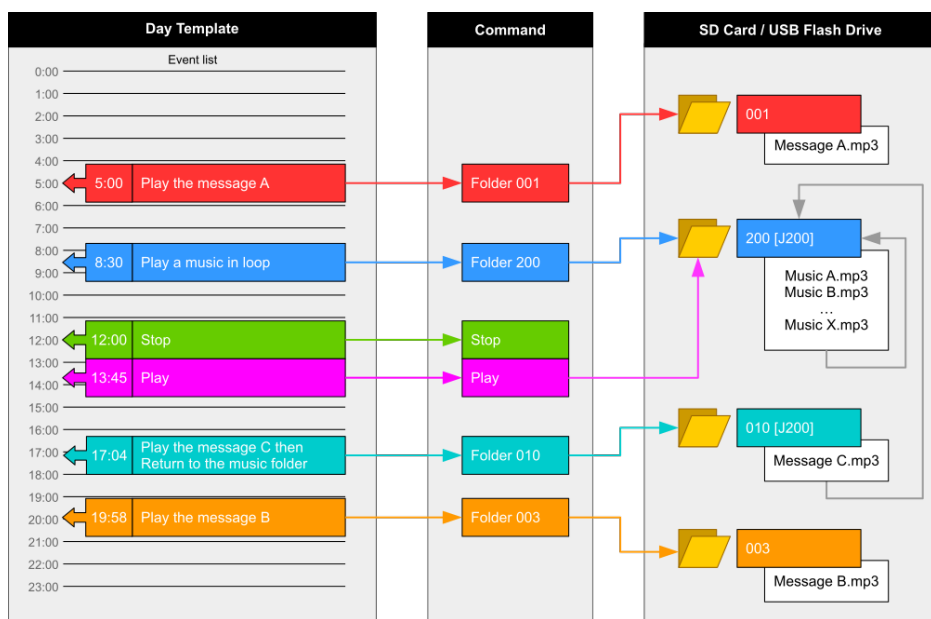 Day Template
Command
SD Card / USB Flash Drive
Event list
0:00
1:00
2:00
3:00
4:00
5:00
6:00
7:00
8:00
9:00
10:00
11:00
12:00
13:00
14:00
15:00
16:00
17:00
18:00
19:00
20:00
21:00
22:00
23:00
5:00 Play the message A
8:30 Play a music in loop
12:00 Stop
13:45 Play
17:04 Play the message C then
Return to the music folder
19:58 Play the message B
Folder 001
Folder 200
Stop
Play
Folder 010
Folder 003
001
Message A.mp3
200 [J200]
Music A.mp3
Music B.mp3
...
Music X.mp3
010 [J200]
Message C.mp3
003
Message B.mp3